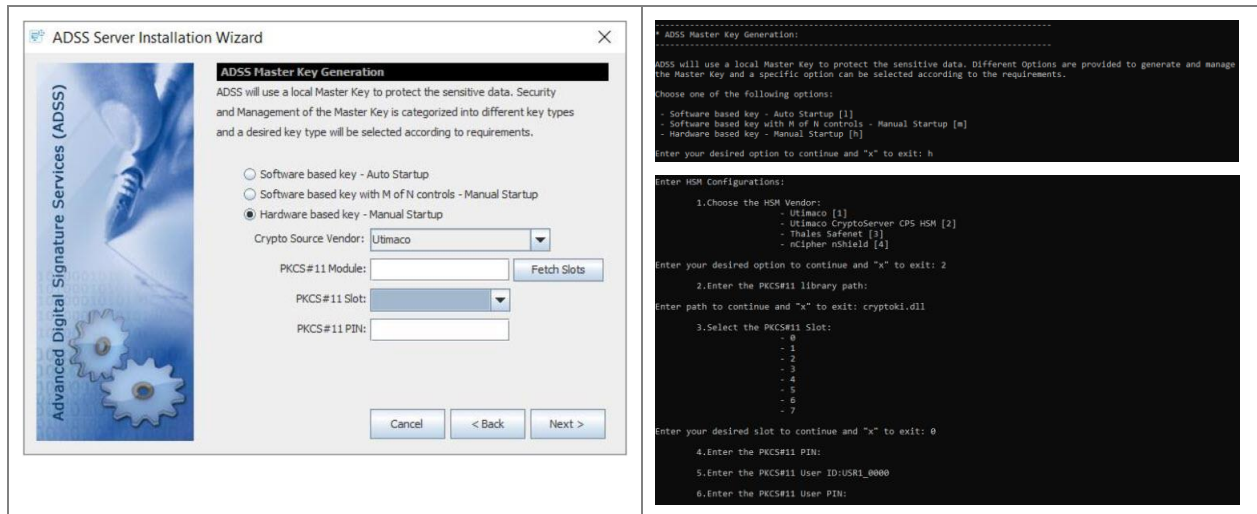 ADSS Server Installation Wizard
Advanced Digital Signature Services (ADSS)
ADSS Master Key Generation
ADSS will use a local Master Key to protect the sensitive data. Security
and Management of the Master Key is categorized into different key types
and a desired key type will be selected according to requirements.
Software based key - Auto Startup
Software based key with M of N controls - Manual Startup
Hardware based key - Manual Startup
Crypto Source Vendor: Utimaco
PKCS#11 Module:
Fetch Slots
PKCS#11 Slot:
PKCS#11 PIN:
Cancel
< Back
Next >
* ADSS Master Key Generation:
ADSS will use a local Master Key to protect the sensitive data. Different Options are provided to generate and manage
the Master Key and a specific option can be selected according to the requirements.
Choose one of the following options:
- Software based key - Auto Startup [l]
- Software based key with M of N controls - Manual Startup [m]
- Hardware based key - Manual Startup [h]
Enter your desired option to continue and "x" to exit: h
Enter HSM Configurations:
1.Choose the HSM Vendor:
- Utimaco [1]
- Utimaco CryptoServer CP5 HSM [2]
- Thales Safenet [3]
- nCipher nShield [4]
Enter your desired option to continue and "x" to exit: 2
2.Enter the PKCS#11 library path:
Enter path to continue and "x" to exit: cryptoki.dll
3.Select the PKCS#11 Slot:
- 0
- 1
- 2
- 3
- 4
- 5
- 6
- 7
Enter your desired slot to continue and "x" to exit: 0
4.Enter the PKCS#11 PIN:
5.Enter the PKCS#11 User ID:USR1_0000
6.Enter the PKCS#11 User PIN: